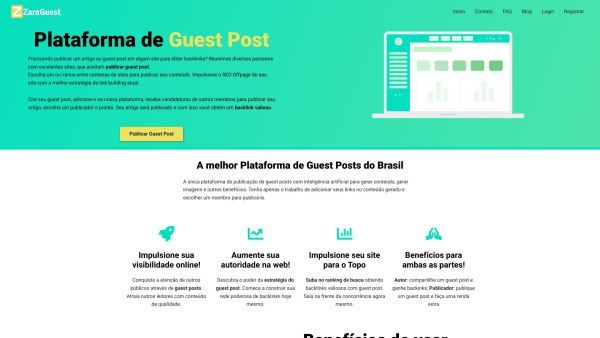 ZaraGuest
Início Contato FAQ Blog Login Registrar
Plataforma de Guest Post
Precisando publicar um artigo ou guest post em algum site para obter backlinks? Reunimos diversos parceiros
com excelentes sites, que aceitam publicar guest post.
Escolha um ou vários entre centenas de sites para publicar seu conteúdo. Impulsione o SEO Offpage do seu
site com a melhor estratégia de link building atual.
Crie seu guest post, adicione-o na nossa plataforma, receba candidaturas de outros membros para publicar seu
artigo, escolha um publicador e pronto. Seu artigo será publicado e com isso você obtém um backlink valioso.
Publicar Guest Post
A melhor Plataforma de Guest Posts do Brasil
A única plataforma de publicação de guest posts com inteligência artificial para gerar conteúdo, gerar
imagens e outros benefícios. Tenha apenas o trabalho de adicionar seus links no conteúdo gerado e
escolher um membro para publicá-lo.
Impulsione sua
visibilidade online!
Conquiste a atenção de outros
públicos através de guest posts.
Atraia outros leitores com conteúdo
de qualidade.
Aumente sua
autoridade na web!
Descubra o poder da estratégia do
guest post. Comece a construir sua
rede poderosa de backlinks hoje
mesmo.
Impulsione seu site
para o Topo
Suba no ranking de busca obtendo
backlinks valiosos com guest post.
Saia na frente da concorrência agora
mesmo.
Benefícios para
ambas as partes!
Autor: compartilhe um guest post e
ganhe backlinks; Publicador: publique
um guest post e faça uma renda
extra
Benefícios de usar